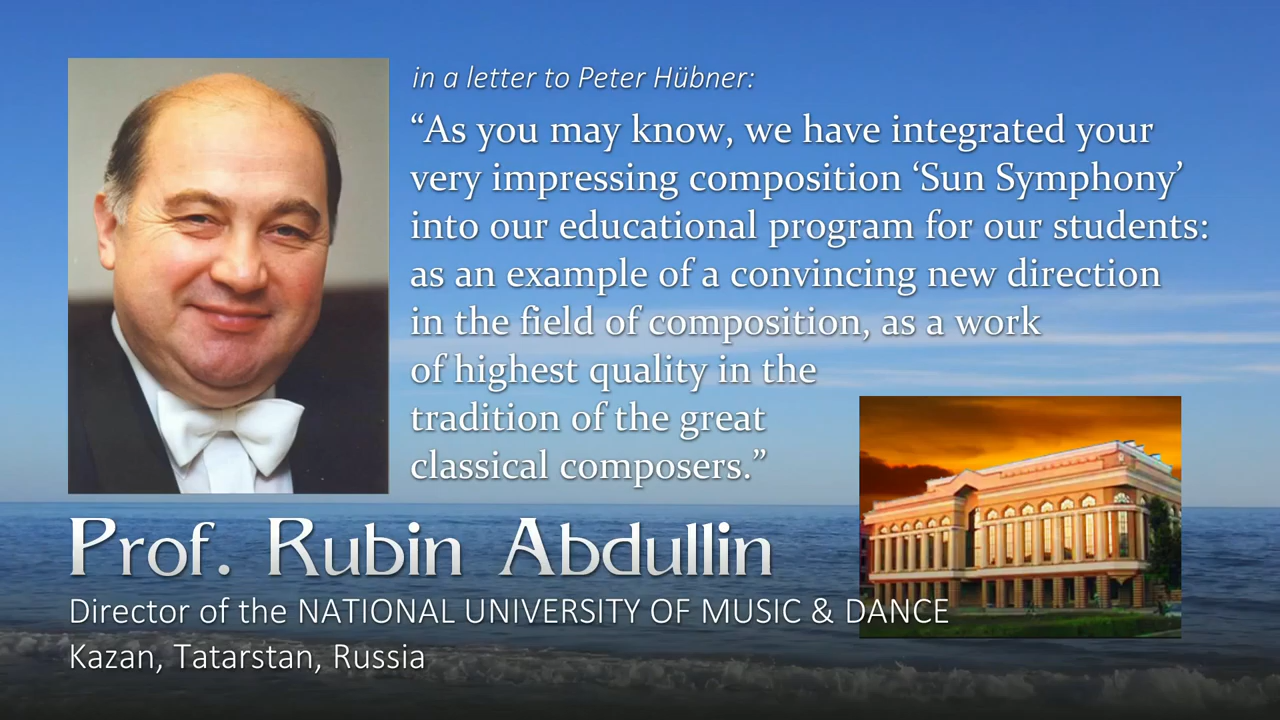 in a letter to Peter Hübner:
“As you may know, we have integrated your
very impressing composition ‘Sun Symphony’
into our educational program for our students:
as an example of a convincing new direction
in the field of composition, as a work
of highest quality in the
tradition of the great
classical composers.”
Prof. Rubin Abdullin
Director of the NATIONAL UNIVERSITY OF MUSIC & DANCE
Kazan, Tatarstan, Russia